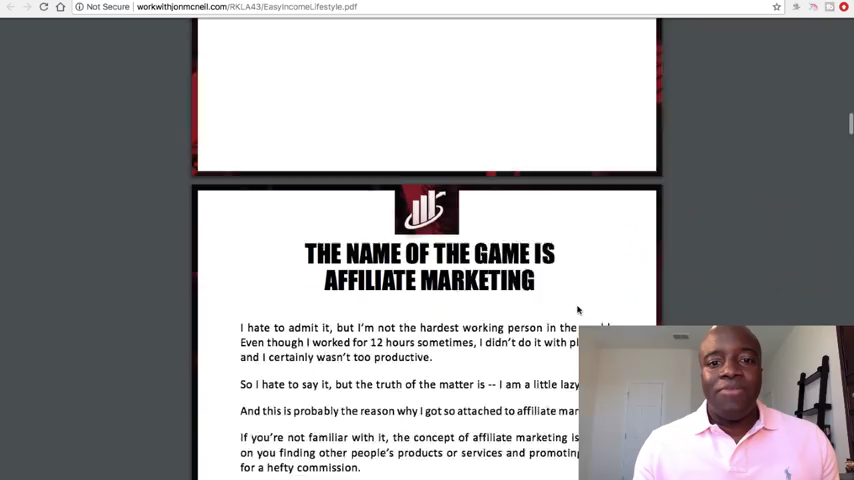 Not Secure
workwithjonmcneil.com/RKLA43/EasyIncomeLifestyle.pdf
THE NAME OF THE GAME IS
AFFILIATE MARKETING
I hate to admit it, but I'm not the hardest working person in the
Even though I worked for 12 hours sometimes, I didn't do it with
and I certainly wasn't too productive.
So I hate to say it, but the truth of the matter is -- I am a little lazy
And this is probably the reason why I got so attached to affiliate
If you're not familiar with it, the concept of affiliate marketing is
on you finding other people's products or services and promoting
for a hefty commission.